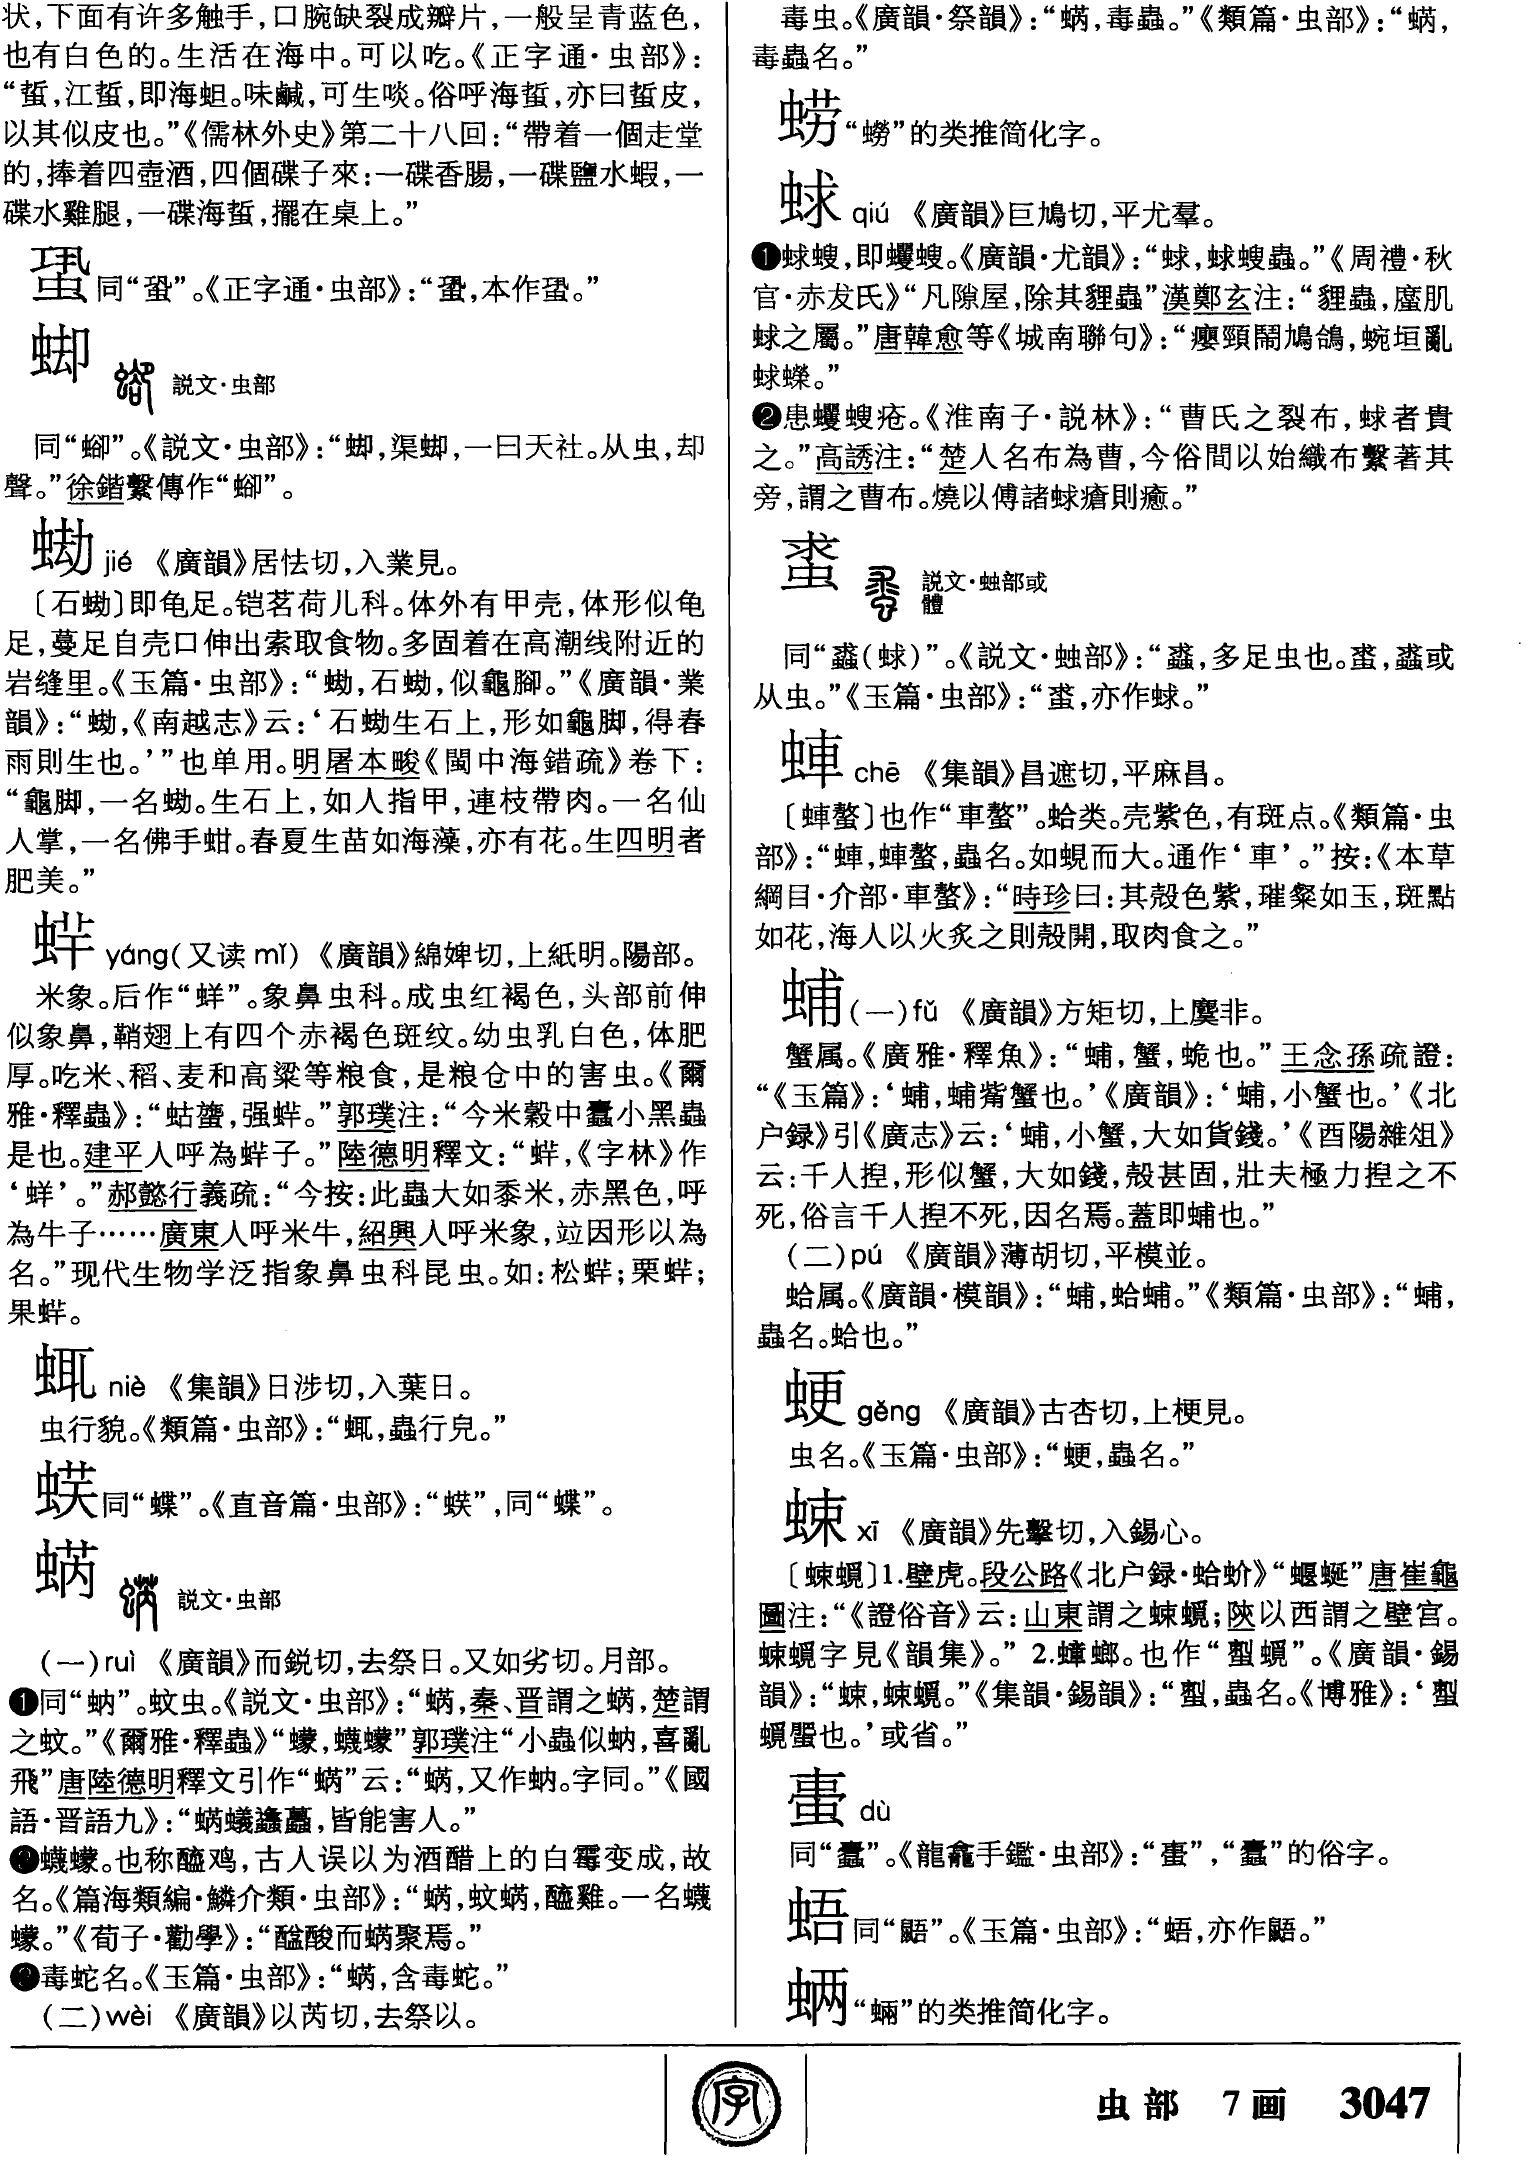 状,下面有许多触手,口腕缺裂成瓣片,一般呈青蓝色,
也有白色的。生活在海中。可以吃。《正字通·虫部》:
“蜇,江蜇,即海蛆。味鹹,可生啖。俗呼海蜇,亦曰蜇皮,
以其似皮也。”《儒林外史》第二十八回:“帶着一個走堂
的,捧着四壺酒,四個碟子來:一碟香腸,一碟鹽水蝦,一
碟水雞腿,一碟海蜇,擺在桌上。”
同“蛩”。《正字通·虫部》:“蛩,本作
蜐 説文·虫部
同“蜛”。《説文·虫部》:“蜐,渠蜐,一曰天社。从虫,却
聲。”徐鍇繫傳作
蚴 jié 《廣韻》居怯切,入業見。
〔石蜐〕即龟足。铠茗荷儿科。体外有甲壳,体形似龟
足,蔓足自壳口伸出索取食物。多固着在高潮线附近的
岩缝里。《玉篇·虫部》:“蜐,石蜐,似龜腳。”《廣韻·業
韻》:“蜐,《南越志》云:‘石蜐生石上,形如龜脚,得春
雨則生也。’”也单用。明屠本畯《閩中海錯疏》卷下:
“龜脚,一名蜐。生石上,如人指甲,連枝帶肉。一名仙
人掌,一名佛手蚶。春夏生苗如海藻,亦有花。生四明者
肥美。”
蛘 yáng(又读 mǐ) 《廣韻》綿婢切,上紙明。陽部。
米象。后作“蛘”。象鼻虫科。成虫红褐色,头部前伸
似象鼻,鞘翅上有四个赤褐色斑纹。幼虫乳白色,体肥
厚。吃米、稻、麦和高粱等粮食,是粮仓中的害虫。《爾
雅·釋蟲》:“蛄䗐,强蝆。”郭璞注:“今米穀中蠹小黑蟲
是也。建平人呼為蝆子。”陸德明釋文:“蝆,《字林》作
‘蛘’。”郝懿行義疏:“今按:此蟲大如黍米,赤黑色,呼
為牛子……廣東人呼米牛,紹興人呼米象,竝因形以為
名。”现代生物学泛指象鼻虫科昆虫。如:松蝆;栗蝆;
果蝆。
niè 《集韻》日涉切,入葉日。
虫行貌。《類篇·虫部》:蟲行皃。”
同“蝶”。《直音篇·虫部》:同“蝶”。
蜹 説文·虫部
(一)ruì 《廣韻》而鋭切,去祭日。又如劣切。月部。
❶同“蚋”。蚊虫。《説文·虫部》:“蜹,秦、晋謂之蜹,楚謂
之蚊。”《爾雅·釋蟲》“蠓,蠛蠓”郭璞注“小蟲似蚋,喜亂
飛”唐陸德明釋文引作“蜹”云:“蜹,又作蚋。字同。”《國
語·晋語九》:“蜹蟻蠭蠆,皆能害人。”
❷蠛蠓。也称醯鸡,古人误以为酒醋上的白霉变成,故
名。《篇海類編·鱗介類·虫部》:“蜹,蚊蜹,醯雞。一名蠛
蠓。”《荀子·勸學》:“醯酸而蜹聚焉。”
❸毒蛇名。《玉篇·虫部》:“蜹,含毒蛇。”
(二)wèi 《廣韻》以芮切,去祭以。
毒虫。《廣韻·祭韻》:“蜹,毒蟲。”《類篇·虫部》:“蜹,
毒蟲名。”
“蟧”的类推简化字。
蛷 qiú 《廣韻》巨鳩切,平尤羣。
❶蛷螋,即蠼螋。《廣韻·尤韻》:“蛷,蛷螋蟲。”《周禮·秋
官·赤犮氏》“凡隙屋,除其貍蟲”漢鄭玄注:“貍蟲,䗪肌
蛷之屬。”唐韓愈等《城南聯句》:“癭頸鬧鳩鴿,蜿垣亂
蛷蠑。”
❷患蠼螋疮。《淮南子·説林》:“曹氏之裂布,蛷者貴
之。”高誘注:“楚人名布為曹,今俗間以始織布繫著其
旁,謂之曹布。燒以傅諸蛷瘡則癒。”
蝵 説文·䖵部或
體
同“蟊(蛷)”。《説文·䖵部》:多足虫也。或
从虫。”《玉篇·虫部》:亦作蛷。”
蛼 chē 《集韻》昌遮切,平麻昌。
〔蛼螯〕也作“車螯”。蛤类。壳紫色,有斑点。《類篇·虫
部》:“蛼,蛼螯,蟲名。如蜆而大。通作‘車’。”按:《本草
綱目·介部·車螯》:“時珍曰:其殻色紫,璀粲如玉,斑點
如花,海人以火炙之則殻開,取肉食之。”
蜅(一)fǔ 《廣韻》方矩切,上麌非。
蟹属。《廣雅·釋魚》:“蜅,蟹,蛫也。”王念孫疏證:
“《玉篇》:‘蜅,蜅觜蟹也。’《廣韻》:‘蜅,小蟹也。’《北
户録》引《廣志》云:‘蜅,小蟹,大如貨錢。’《酉陽雜俎》
云:千人捏,形似蟹,大如錢,殻甚固,壯夫極力捏之不
死,俗言千人捏不死,因名焉。蓋即蜅也。”
(二)pú 《廣韻》薄胡切,平模並。
蛤属。《廣韻·模韻》:“蜅,蛤蜅。”《類篇·虫部》:“蜅,
蟲名。蛤也。”
䗁 gěng 《廣韻》古杏切,上梗見。
虫名。《玉篇·虫部》:蟲名。”
蜤 xī 《廣韻》先擊切,入錫心。
1.壁虎。段公路《北户録·蛤蚧》“蝘蜓”唐崔龜
圖注:“《證俗音》云:山東謂之蝀蜆;陝以西謂之壁宫。
字見《韻集》。” 2.蟑螂。也作《廣韻·錫
韻》:《集韻·錫韻》:蟲名。《博雅》:
也。’或省。”
螙 dù
同“蠹”。《龍龕手鑑·虫部》:“蠹”的俗字。
蜈同“鼯”。《玉篇·虫部》:“䎸,亦作鼯。”
“蜽”的类推简化字。
字
虫部 7画 3047